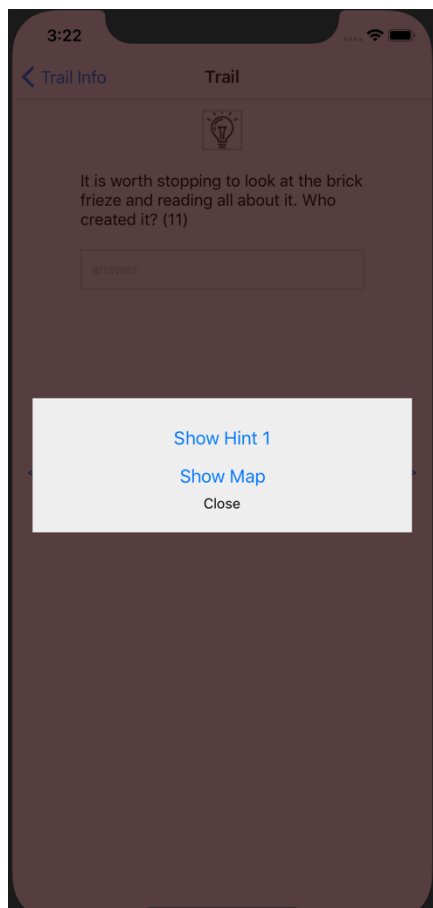 3:22
Trail Info
Trail
It is worth stopping to look at the brick
frieze and reading all about it. Who
created it? (11)
answer
Show Hint 1
Show Map
Close